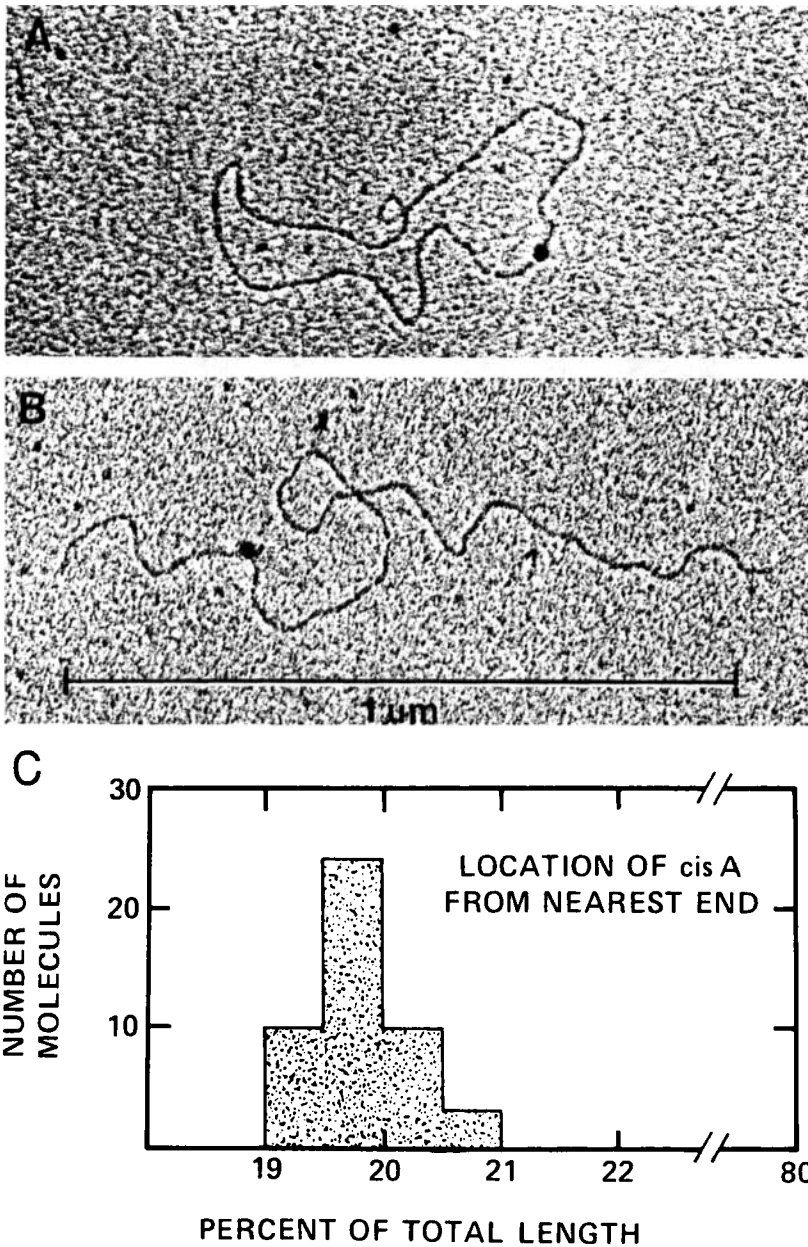 A
B
1 μm
C
30
20
10
NUMBER OF
MOLECULES
LOCATION OF cis A
FROM NEAREST END
19
20
21
22
80
PERCENT OF TOTAL LENGTH